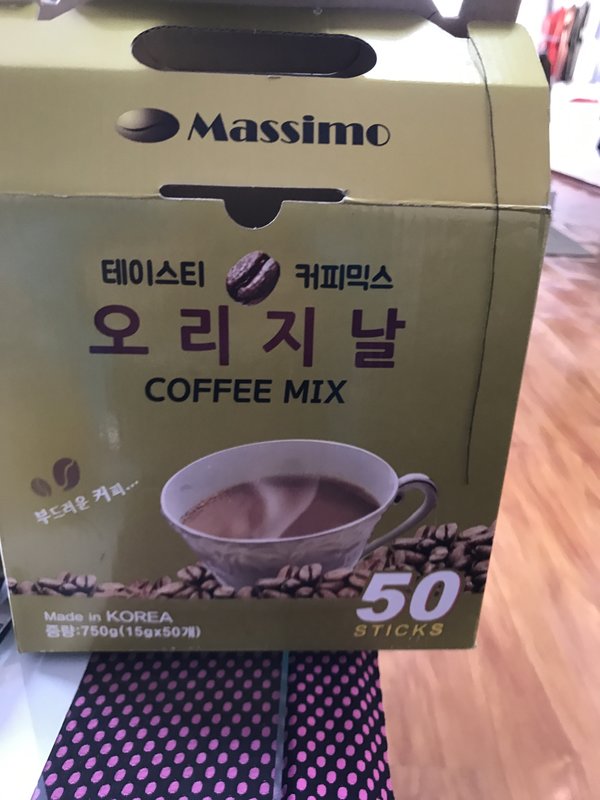 Massimo
테이스티 커피믹스
오리지날
COFFEE MIX
부드러운 커피...
Made in KOREA
중량:750g(15gx50개)
50
STICKS